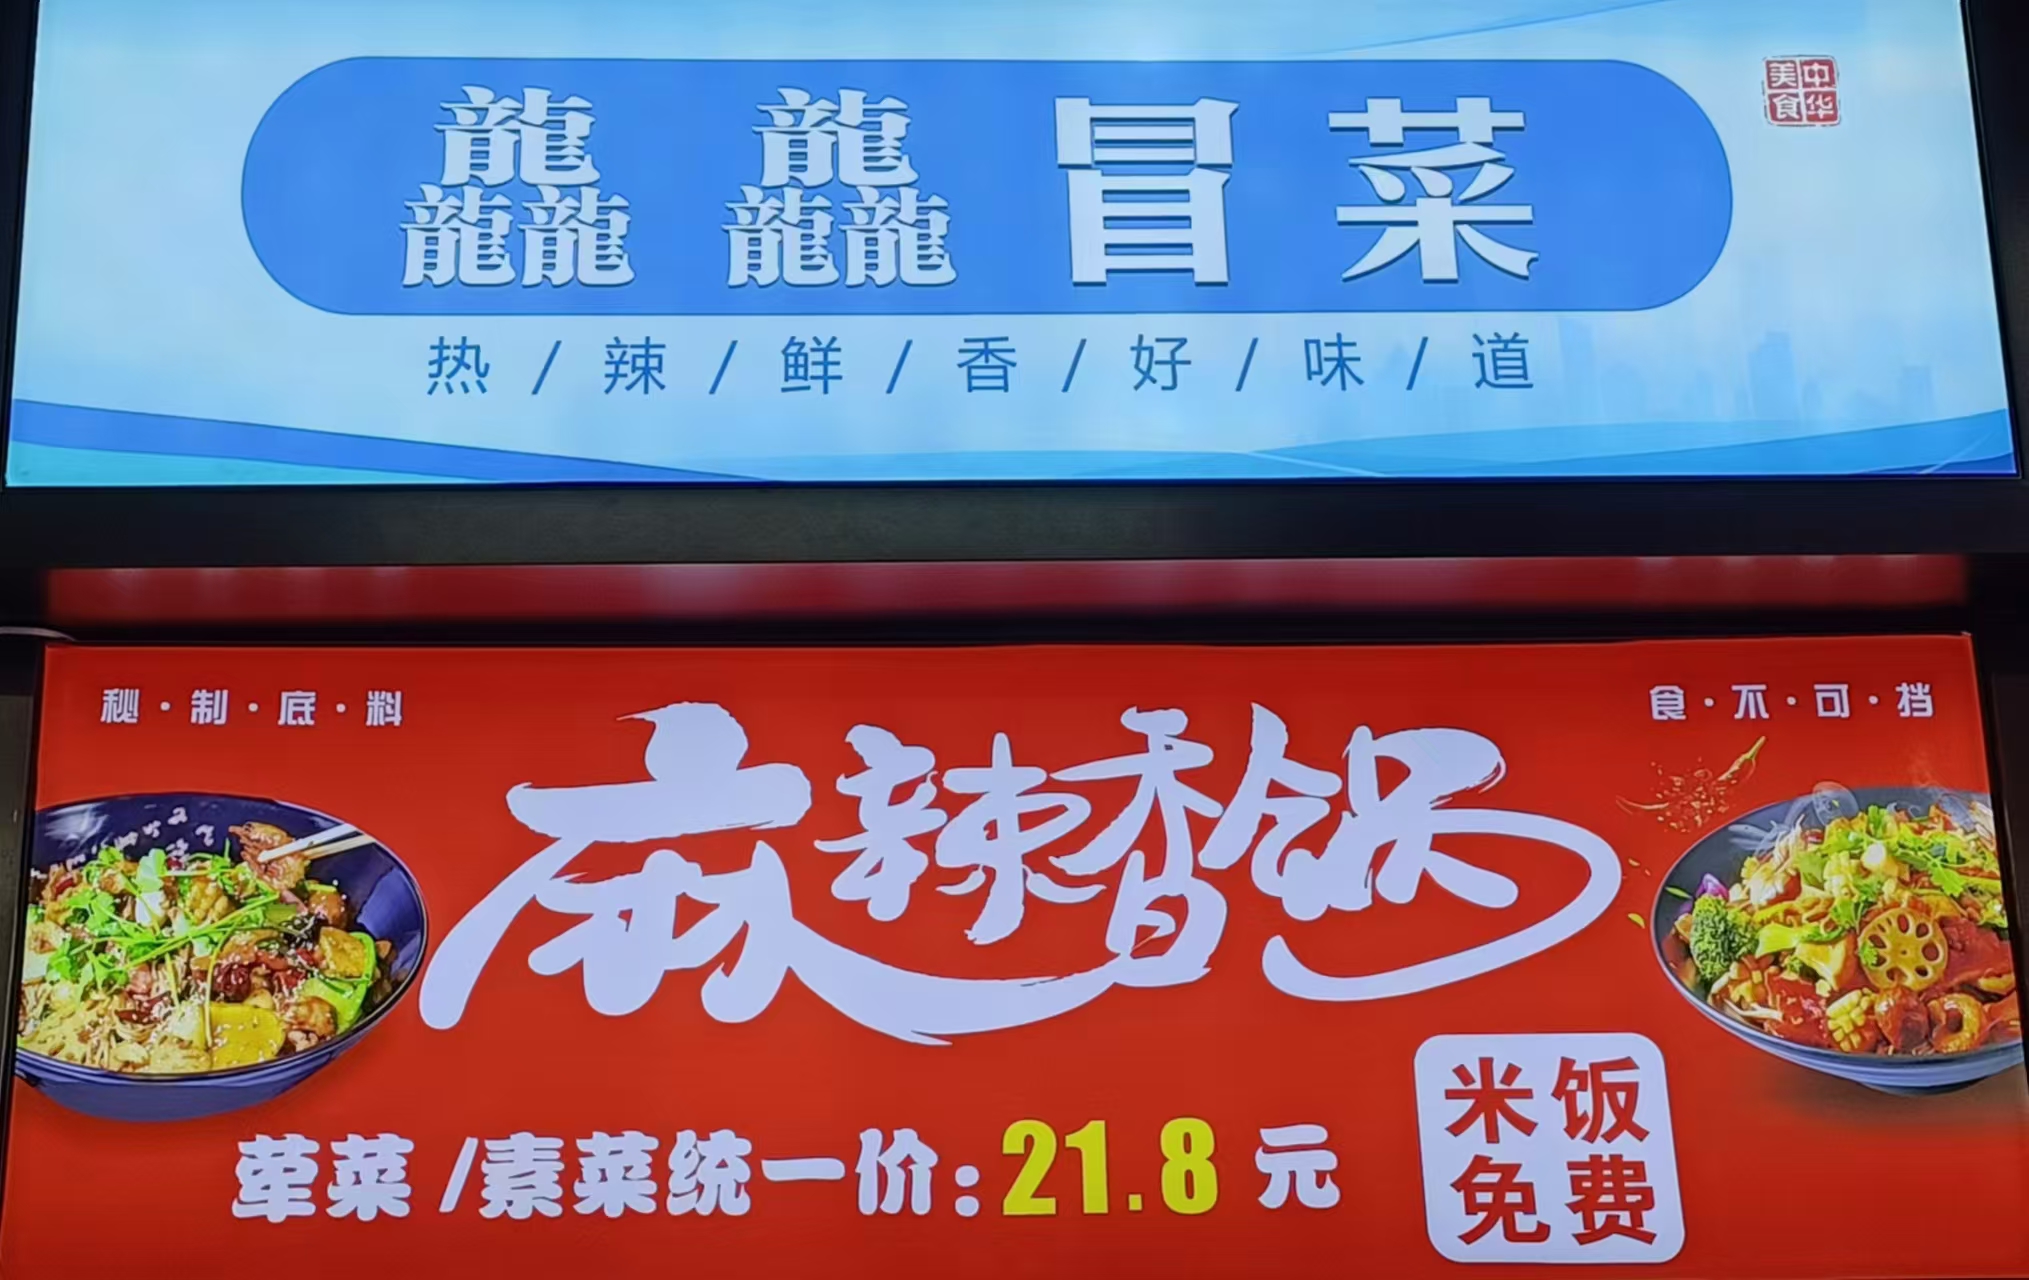 龘龘冒菜
中华美食
热/辣/鲜/香/好/味/道
秘·制·底·料
食·不·可·挡
麻辣香锅
荤菜/素菜统一价:21.8元
米饭
免费